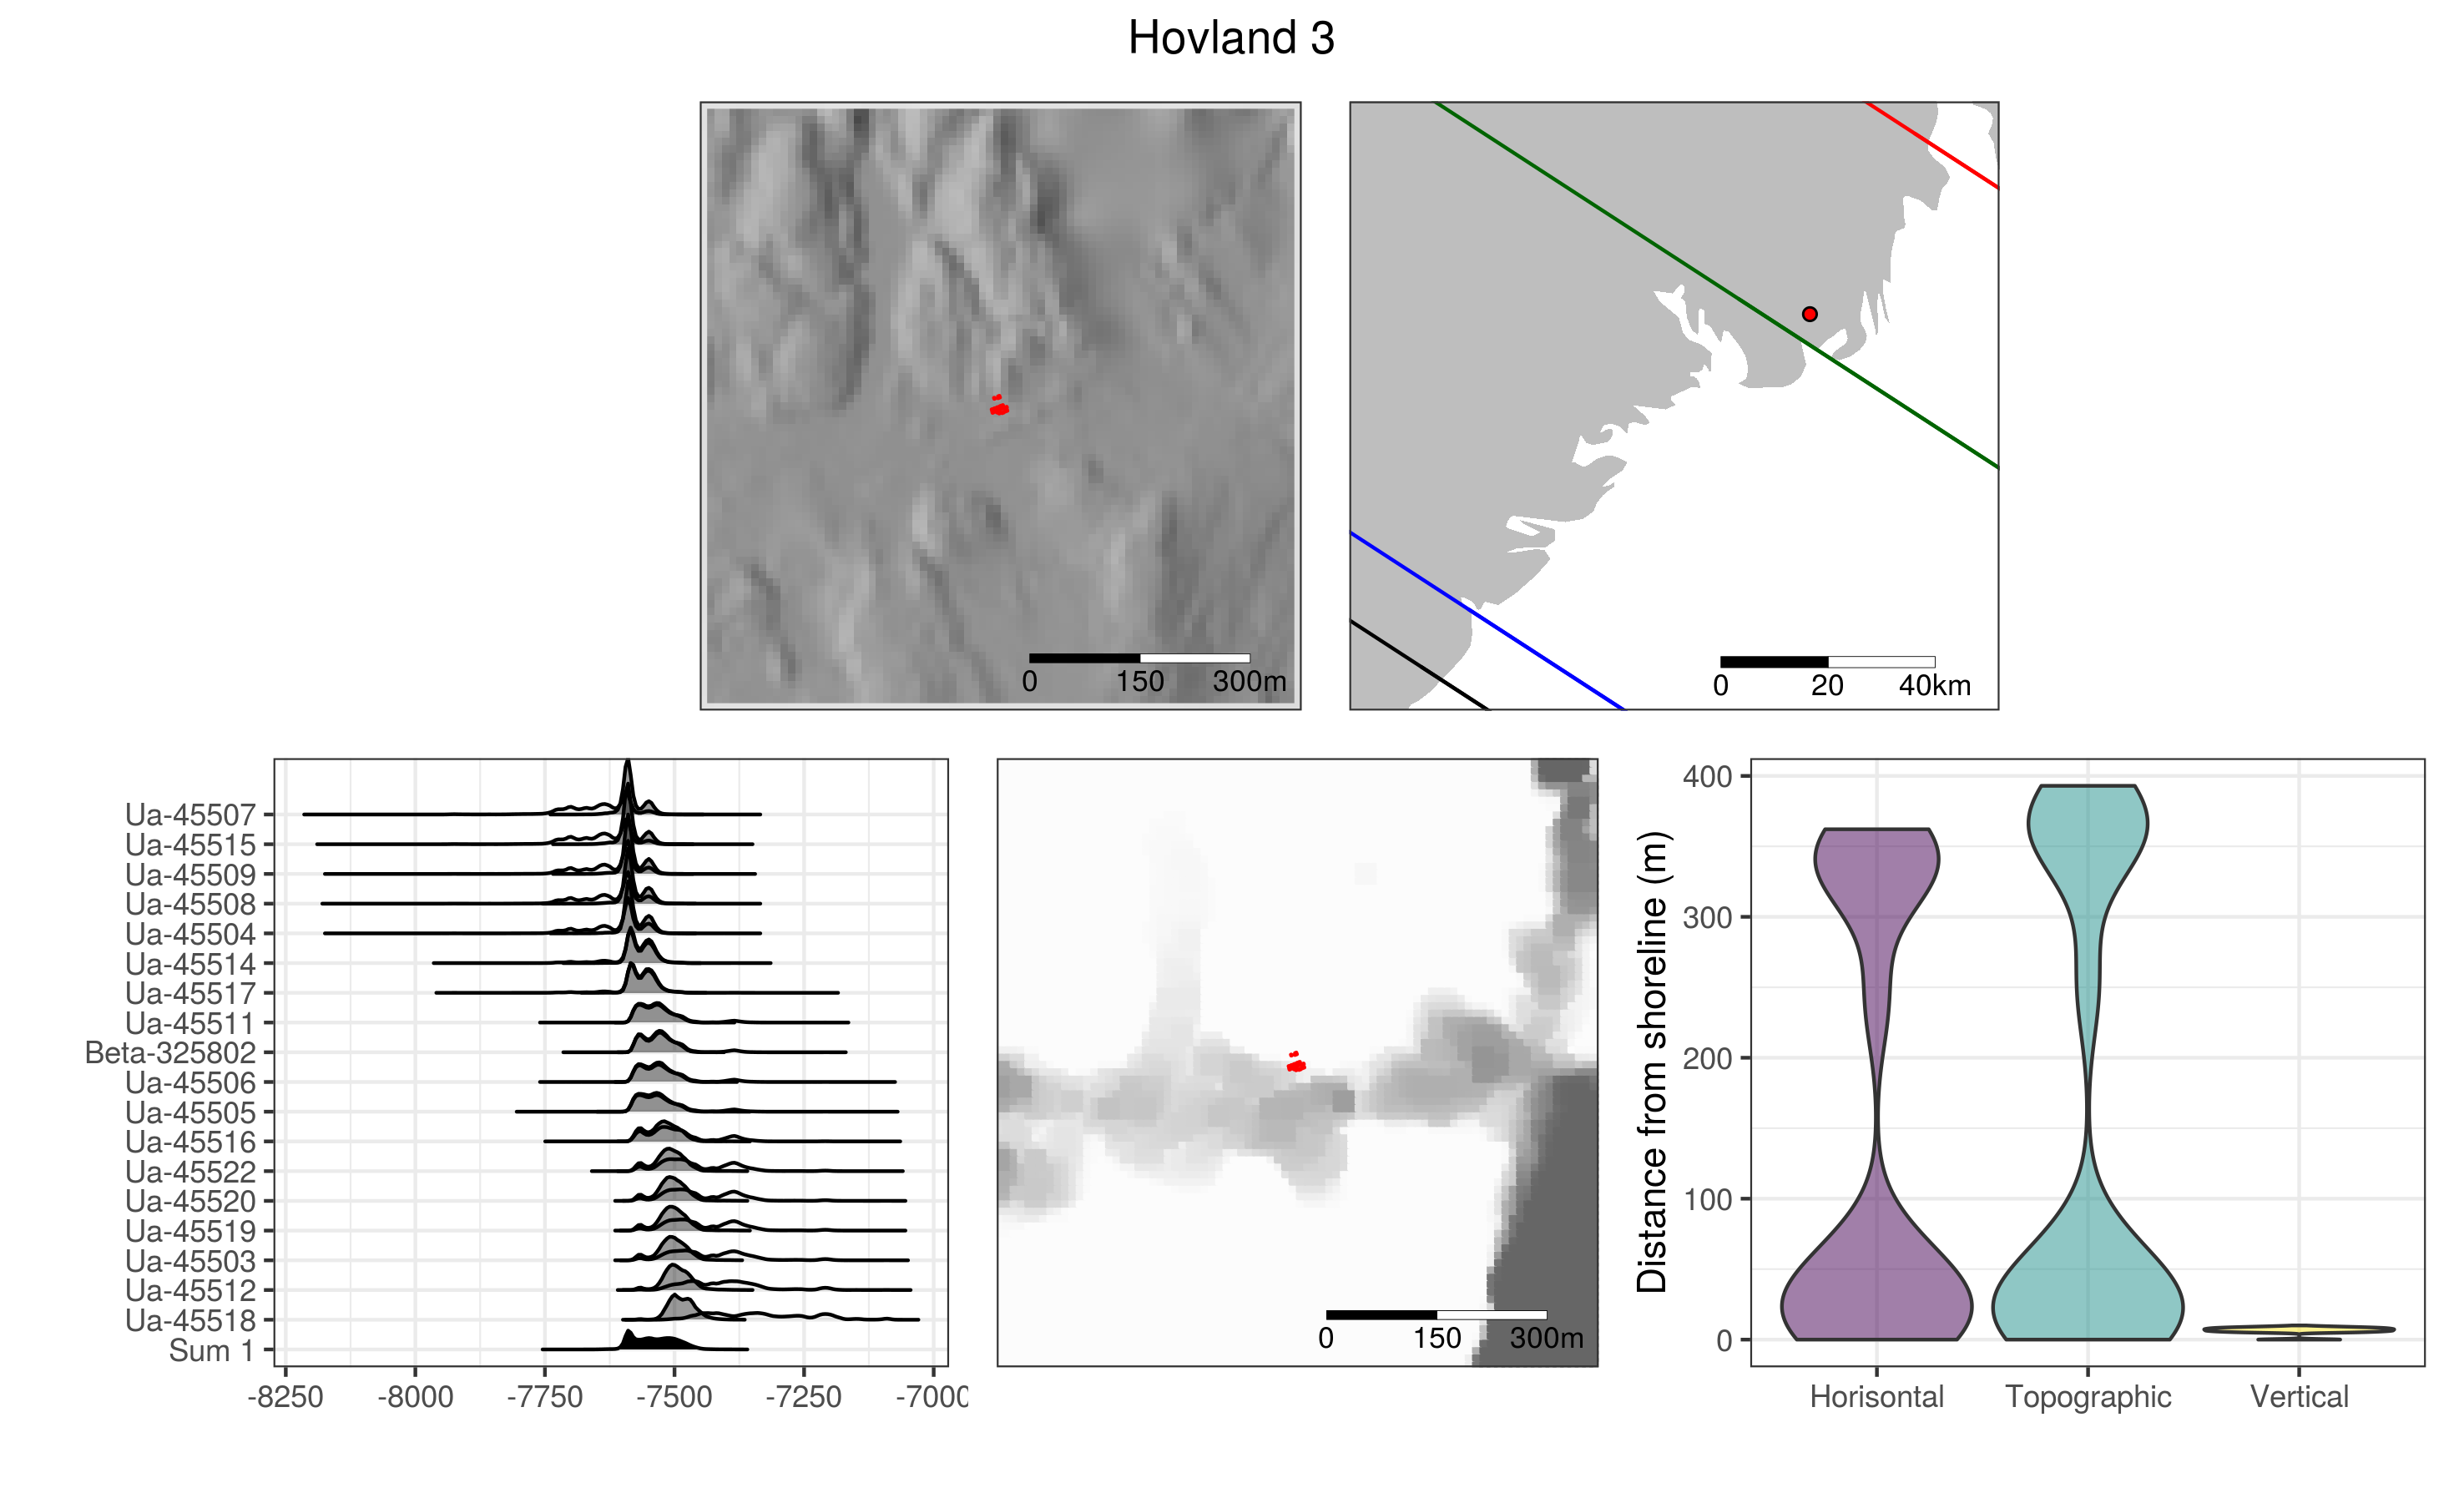 Hovland 3
0 150 300m
0 20 40km
Ua-45507
Ua-45515
Ua-45509
Ua-45508
Ua-45504
Ua-45514
Ua-45517
Ua-45511
Beta-325802
Ua-45506
Ua-45505
Ua-45516
Ua-45522
Ua-45520
Ua-45519
Ua-45503
Ua-45512
Ua-45518
Sum 1
-8250 -8000 -7750 -7500 -7250 -7000
0 150 300m
Distance from shoreline (m)
400
300
200
100
0
Horisontal Topographic Vertical